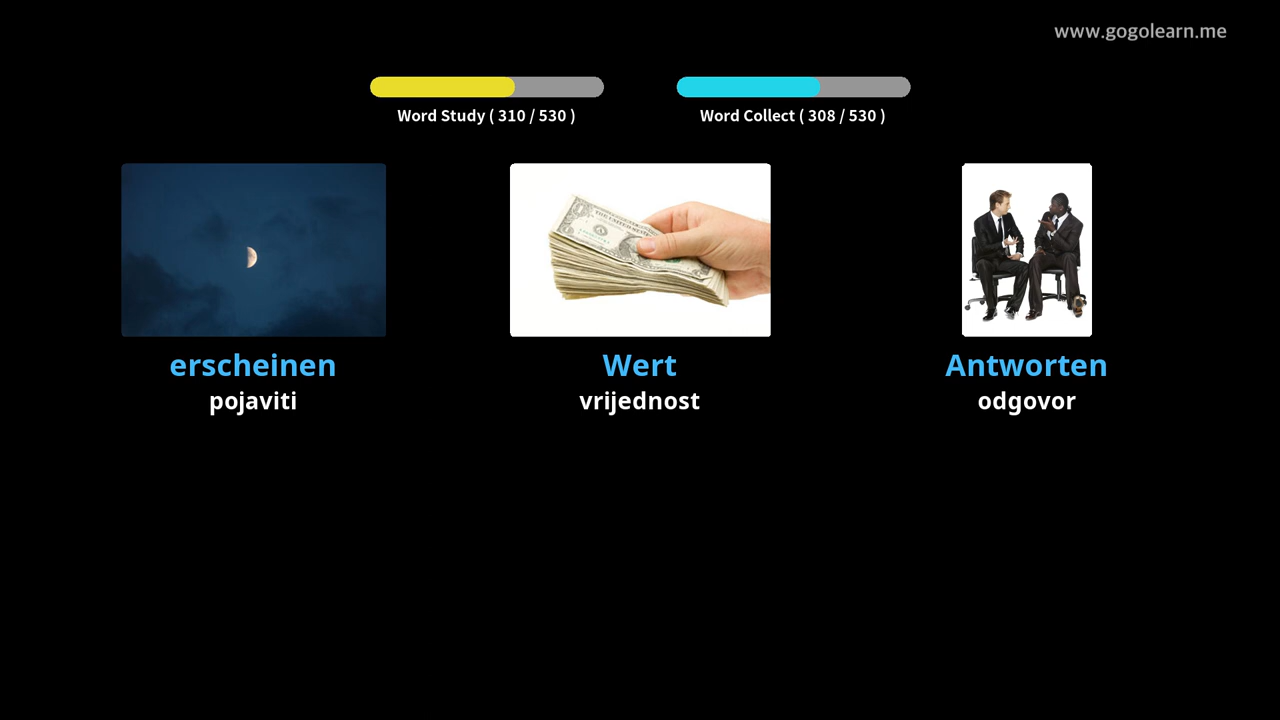 www.gogolearn.me
Word Study ( 310 / 530 )
Word Collect ( 308 / 530 )
erscheinen
pojaviti
Wert
vrijednost
Antworten
odgovor